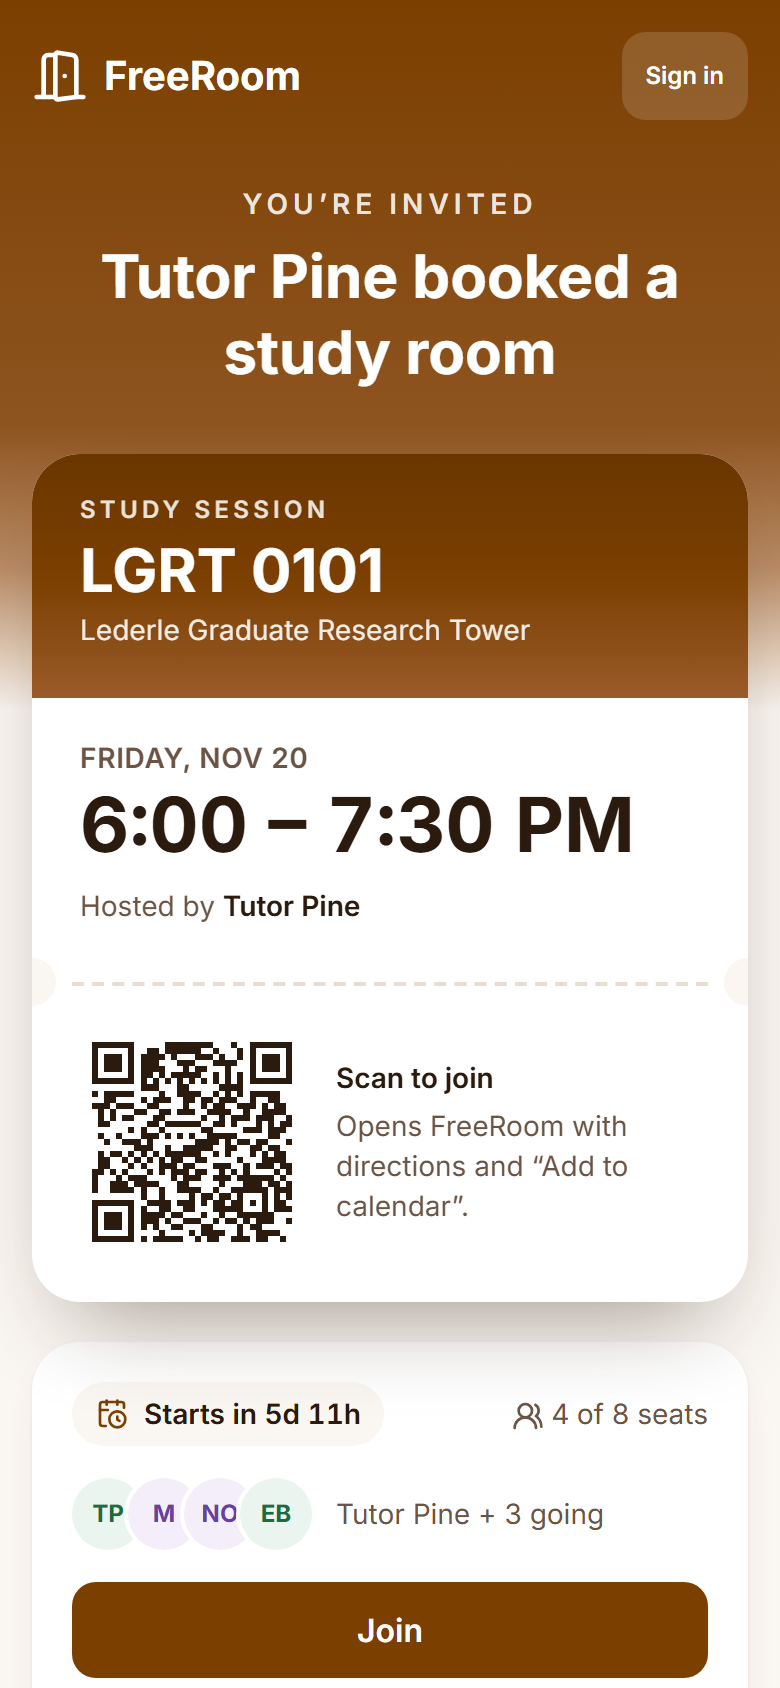 FreeRoom
Sign in
YOU’RE INVITED
Tutor Pine booked a
study room
STUDY SESSION
LGRT 0101
Lederle Graduate Research Tower
FRIDAY, NOV 20
6:00 – 7:30 PM
Hosted by Tutor Pine
Scan to join
Opens FreeRoom with
directions and “Add to
calendar”.
Starts in 5d 11h
4 of 8 seats
TP M NO EB
Tutor Pine + 3 going
Join